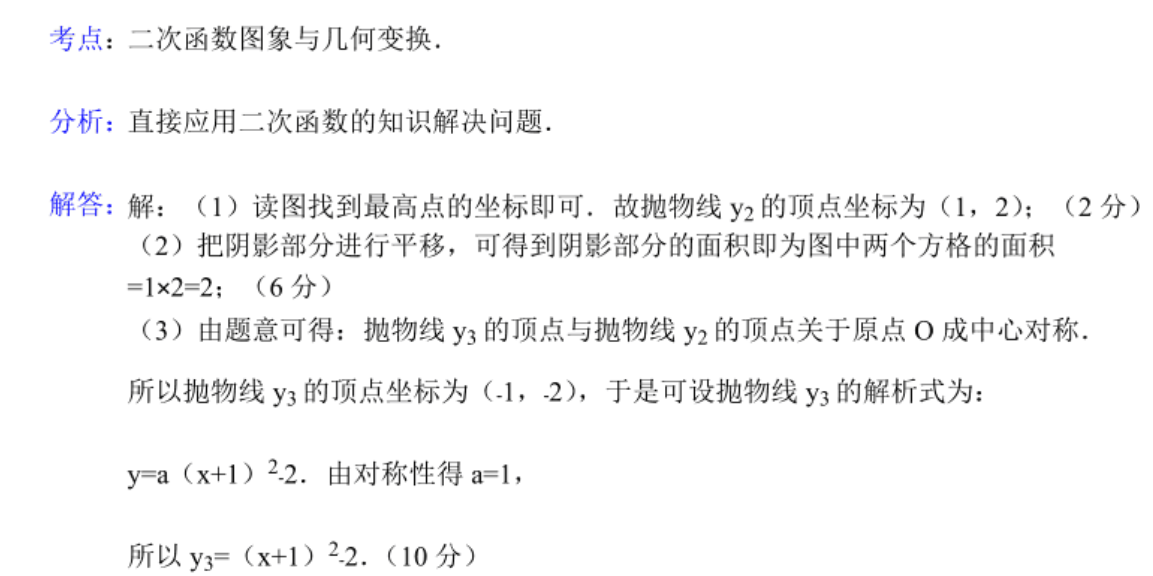 考点：二次函数图象与几何变换．
分析：直接应用二次函数的知识解决问题．
解答：解：（1）读图找到最高点的坐标即可．故抛物线 y₂ 的顶点坐标为（1，2）；（2 分）
（2）把阴影部分进行平移，可得到阴影部分的面积即为图中两个方格的面积
=1×2=2；（6 分）
（3）由题意可得：抛物线 y₃ 的顶点与抛物线 y₂ 的顶点关于原点 O 成中心对称．
所以抛物线 y₃ 的顶点坐标为（-1，-2），于是可设抛物线 y₃ 的解析式为：
y=a（x+1）²-2．由对称性得 a=1，
所以 y₃=（x+1）²-2.（10 分）